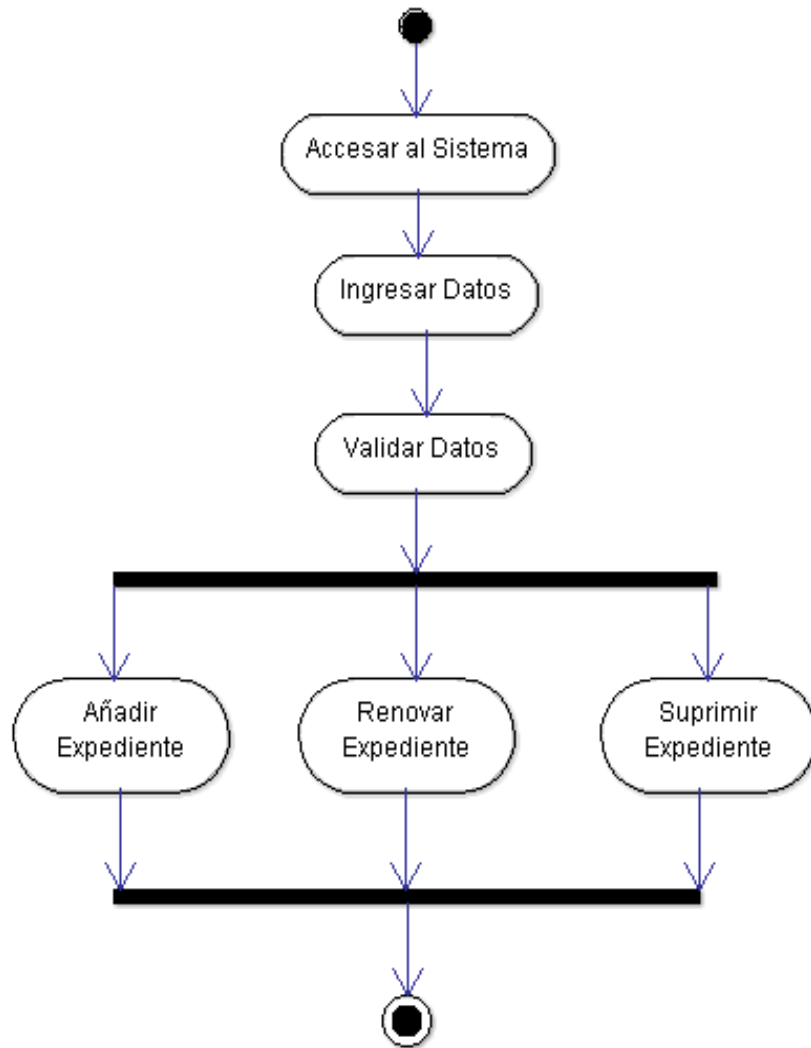 Accesar al Sistema
Ingresar Datos
Validar Datos
Añadir
Expediente
Renovar
Expediente
Suprimir
Expediente